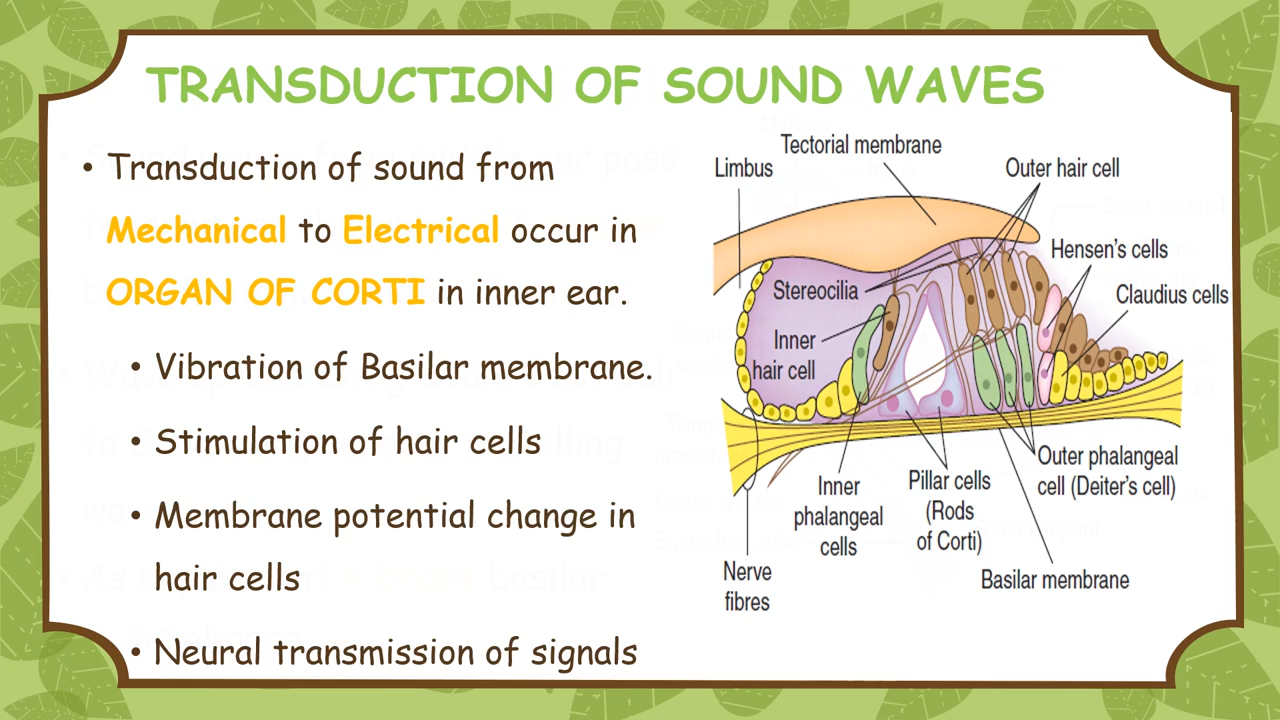 TRANSDUCTION OF SOUND WAVES
• Transduction of sound from
Mechanical to Electrical occur in
ORGAN OF CORTI in inner ear.
• Vibration of Basilar membrane.
• Stimulation of hair cells
• Membrane potential change in
hair cells
• Neural transmission of signals
Tectorial membrane
Limbus
Outer hair cell
Hensen's cells
Claudius cells
Stereocilia
Inner
hair cell
Outer phalangeal
cell (Deiter's cell)
Pillar cells
(Rods
of Corti)
Inner
phalangeal
cells
Basilar membrane
Nerve
fibres